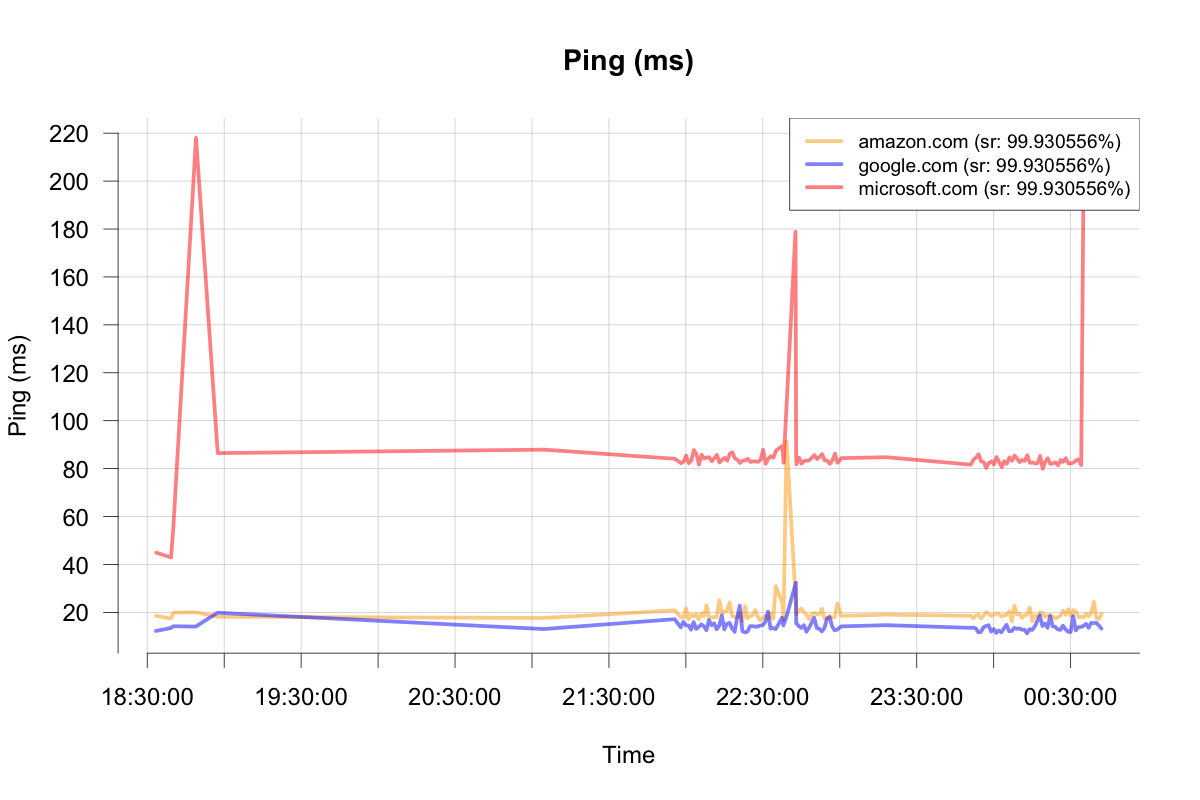 Ping (ms)
amazon.com (sr: 99.930556%)
google.com (sr: 99.930556%)
microsoft.com (sr: 99.930556%)
220
200
180
160
140
120
100
80
60
40
20
Ping (ms)
18:30:00 19:30:00 20:30:00 21:30:00 22:30:00 23:30:00 00:30:00
Time